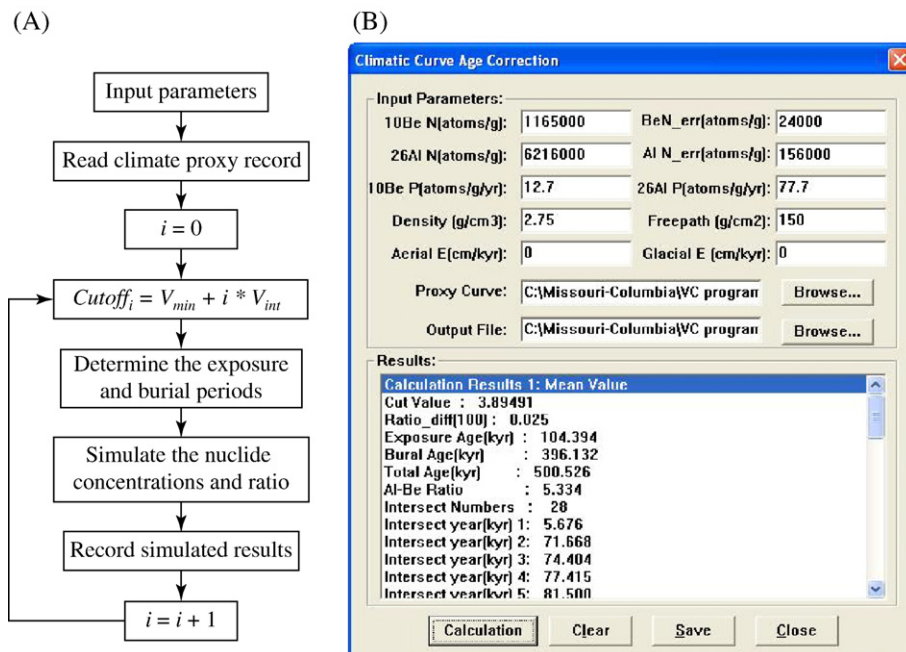 (A)
Input parameters
Read climate proxy record
i = 0
Cutoff_i = V_min + i * V_int
Determine the exposure
and burial periods
Simulate the nuclide
concentrations and ratio
Record simulated results
i = i + 1
(B)
Climatic Curve Age Correction
Input Parameters:
10Be N(atoms/g): 1165000 BeN_err(atoms/g): 24000
26Al N(atoms/g): 6216000 Al N_err(atoms/g): 156000
10Be P(atoms/g/yr): 12.7 26Al P(atoms/g/yr): 77.7
Density (g/cm3): 2.75 Freepath (g/cm2): 150
Aerial E(cm/kyr): 0 Glacial E (cm/kyr): 0
Proxy Curve: C:\Missouri-Columbia\VC program Browse...
Output File: C:\Missouri-Columbia\VC program Browse...
Results:
Calculation Results 1: Mean Value
Cut Value : 3.89491
Ratio_diff(100) : 0.025
Exposure Age(kyr) : 104.394
Bural Age(kyr) : 396.132
Total Age(kyr) : 500.526
Al-Be Ratio : 5.334
Intersect Numbers : 28
Intersect year(kyr) 1: 5.676
Intersect year(kyr) 2: 71.668
Intersect year(kyr) 3: 74.404
Intersect year(kyr) 4: 77.415
Intersect year(kyr) 5: 81.500
Calculation Clear Save Close